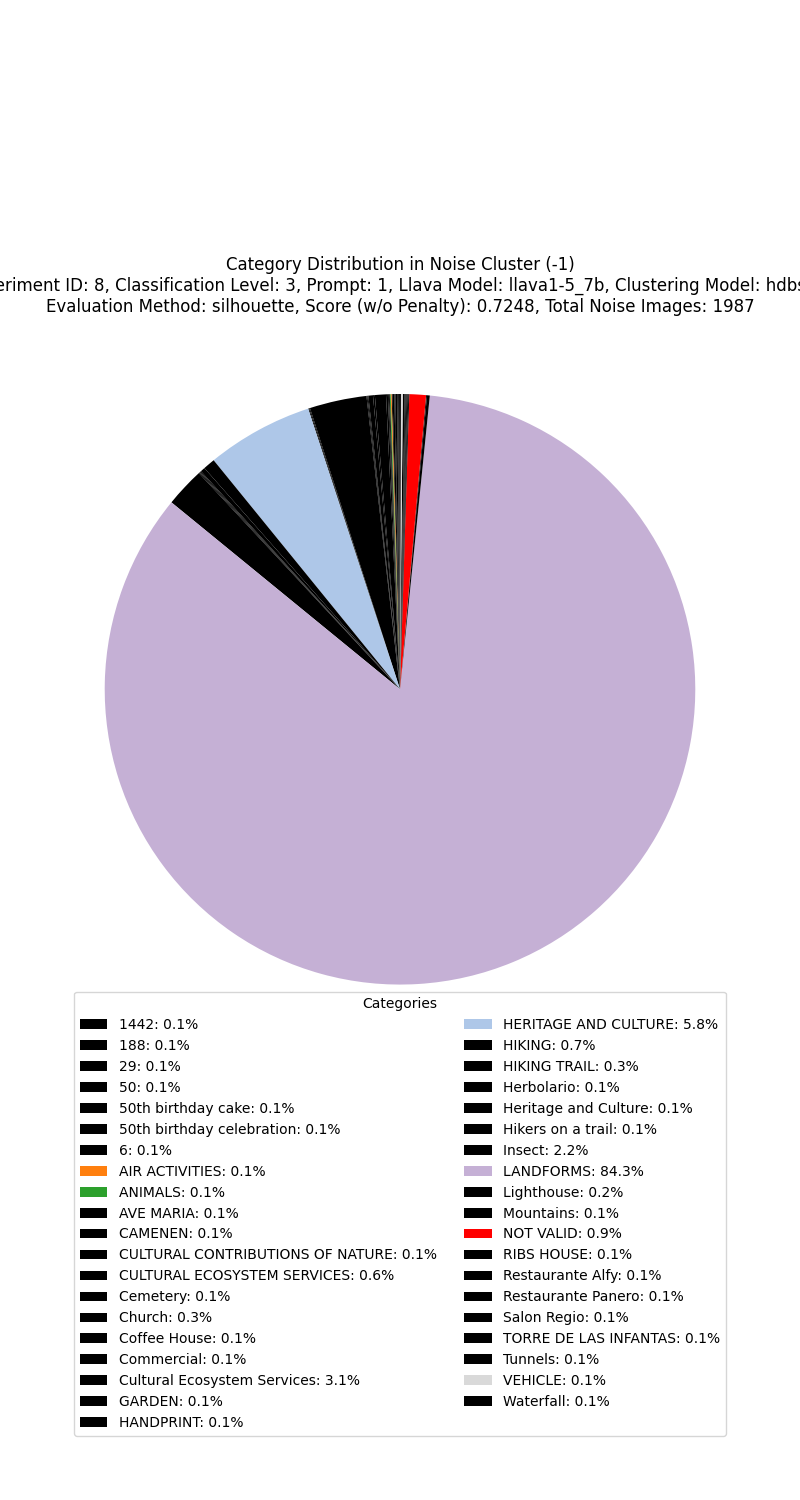 Category Distribution in Noise Cluster (-1)
eriment ID: 8, Classification Level: 3, Prompt: 1, Llava Model: llava1-5_7b, Clustering Model: hdbs
Evaluation Method: silhouette, Score (w/o Penalty): 0.7248, Total Noise Images: 1987
Categories
1442: 0.1%
188: 0.1%
29: 0.1%
50: 0.1%
50th birthday cake: 0.1%
50th birthday celebration: 0.1%
6: 0.1%
AIR ACTIVITIES: 0.1%
ANIMALS: 0.1%
AVE MARIA: 0.1%
CAMENEN: 0.1%
CULTURAL CONTRIBUTIONS OF NATURE: 0.1%
CULTURAL ECOSYSTEM SERVICES: 0.6%
Cemetery: 0.1%
Church: 0.3%
Coffee House: 0.1%
Commercial: 0.1%
Cultural Ecosystem Services: 3.1%
GARDEN: 0.1%
HANDPRINT: 0.1%
HERITAGE AND CULTURE: 5.8%
HIKING: 0.7%
HIKING TRAIL: 0.3%
Herbolario: 0.1%
Heritage and Culture: 0.1%
Hikers on a trail: 0.1%
Insect: 2.2%
LANDFORMS: 84.3%
Lighthouse: 0.2%
Mountains: 0.1%
NOT VALID: 0.9%
RIBS HOUSE: 0.1%
Restaurante Alfy: 0.1%
Restaurante Panero: 0.1%
Salon Regio: 0.1%
TORRE DE LAS INFANTAS: 0.1%
Tunnels: 0.1%
VEHICLE: 0.1%
Waterfall: 0.1%